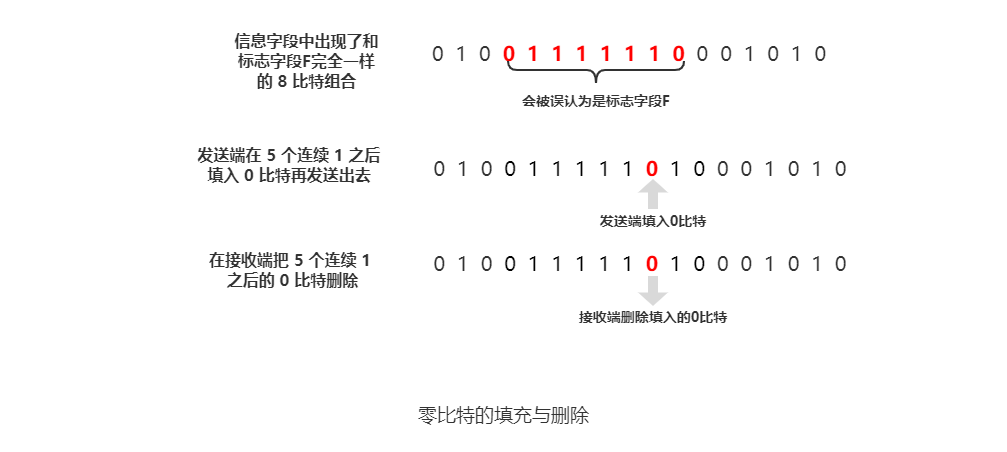 信息字段中出现了和
标志字段F完全一样
的 8 比特组合
0 1 0 0 1 1 1 1 1 1 0 0 0 1 0 1 0
会被误认为是标志字段F
发送端在 5 个连续 1 之后
填入 0 比特再发送出去
0 1 0 0 1 1 1 1 1 0 1 0 0 0 1 0 1 0
发送端填入0比特
在接收端把 5 个连续 1
之后的 0 比特删除
0 1 0 0 1 1 1 1 1 0 1 0 0 0 1 0 1 0
接收端删除填入的0比特
零比特的填充与删除